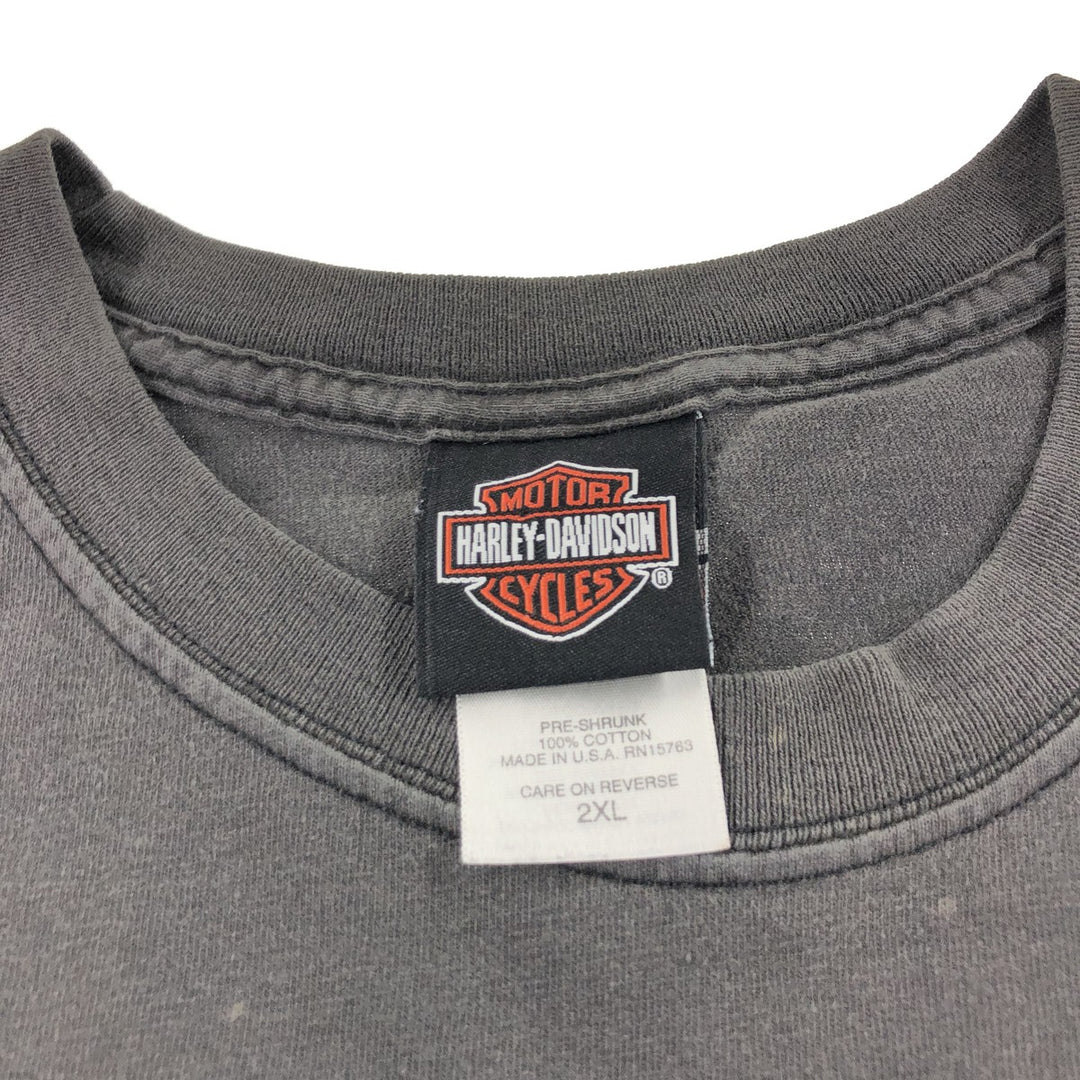 MOTOR
HARLEY-DAVIDSON
CYCLES
®
PRE-SHRUNK
100% COTTON
MADE IN U.S.A. RN15763
CARE ON REVERSE
2XL